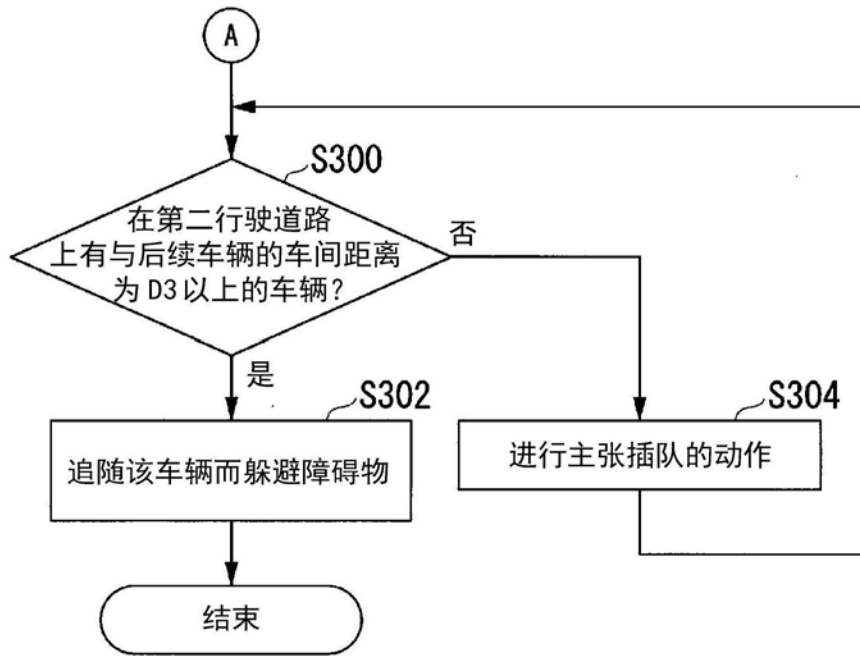 A
S300
在第二行驶道路
上有与后续车辆的车间距离
为 D3 以上的车辆?
否
是
S302
S304
追随该车辆而躲避障碍物
进行主张插队的动作
结束